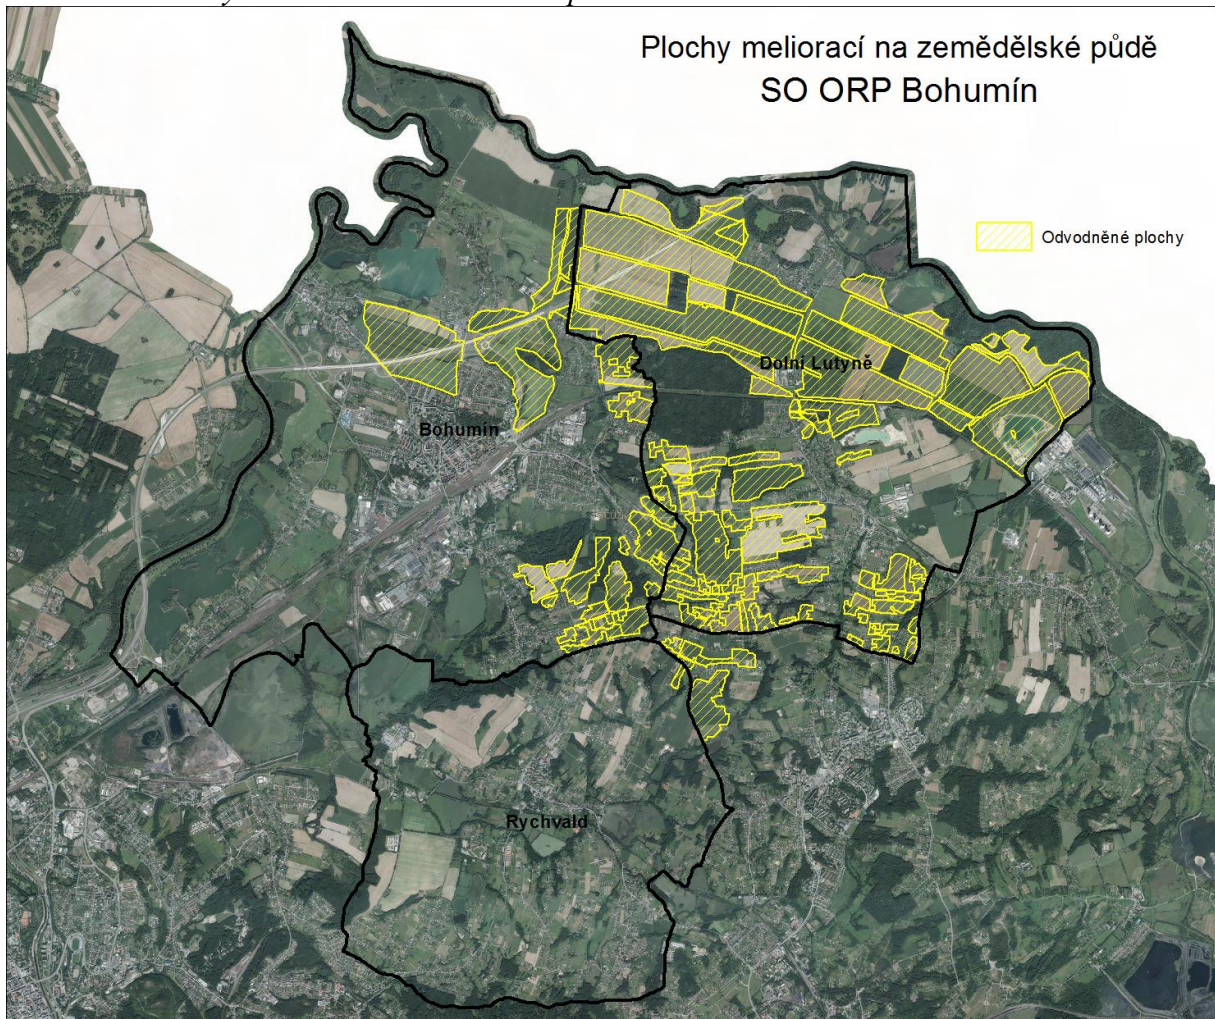 Plochy meliorací na zemědělské půdě
SO ORP Bohumín
Odvodněné plochy
Dolní Lutyně
Bohumín
Rychvald